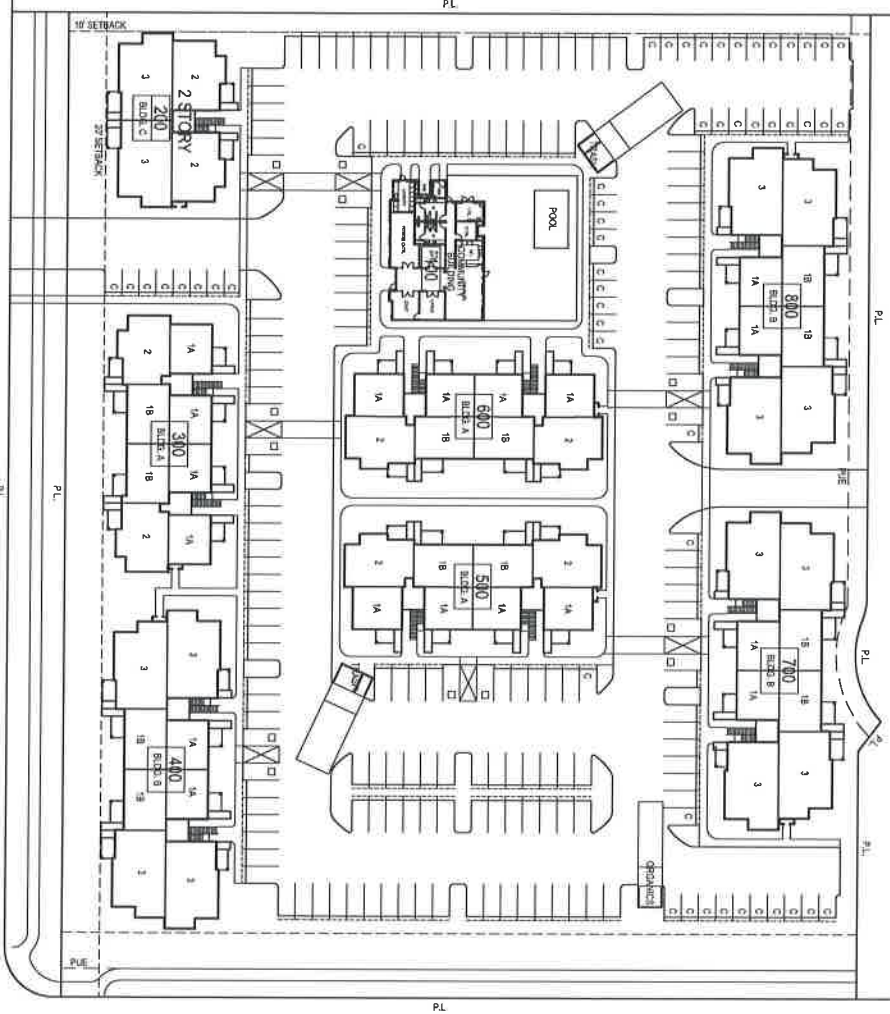 P.L.
10' SETBACK
20' SETBACK
2 STORY
200
BLDG. C
3
2
3
2
C C C C C C C C C C
C C C C C C C C
C
C C C C C C C
POOL
COMMUNITY
BUILDING
C C C C C C C
C C C
3
3
1A
1B
800
BLDG. B
1A
1B
3
3
C
PUE
P.L.
2
1A
1B
1A
300
BLDG. A
1B
1A
2
1A
1A
1A
1A
1A
600
BLDG. A
2
1B
1B
2
2
1B
1B
2
500
BLDG. A
1A
1A
1A
1A
C
C
3
3
1A
1B
700
BLDG. B
1A
1B
3
3
P.L.
P.L.
P.L.
3
3
1B
1A
400
BLDG. B
1B
1A
3
3
P.L.
P.L.
C
ORGANICS
C C C C C C C C
PUE
P.L.